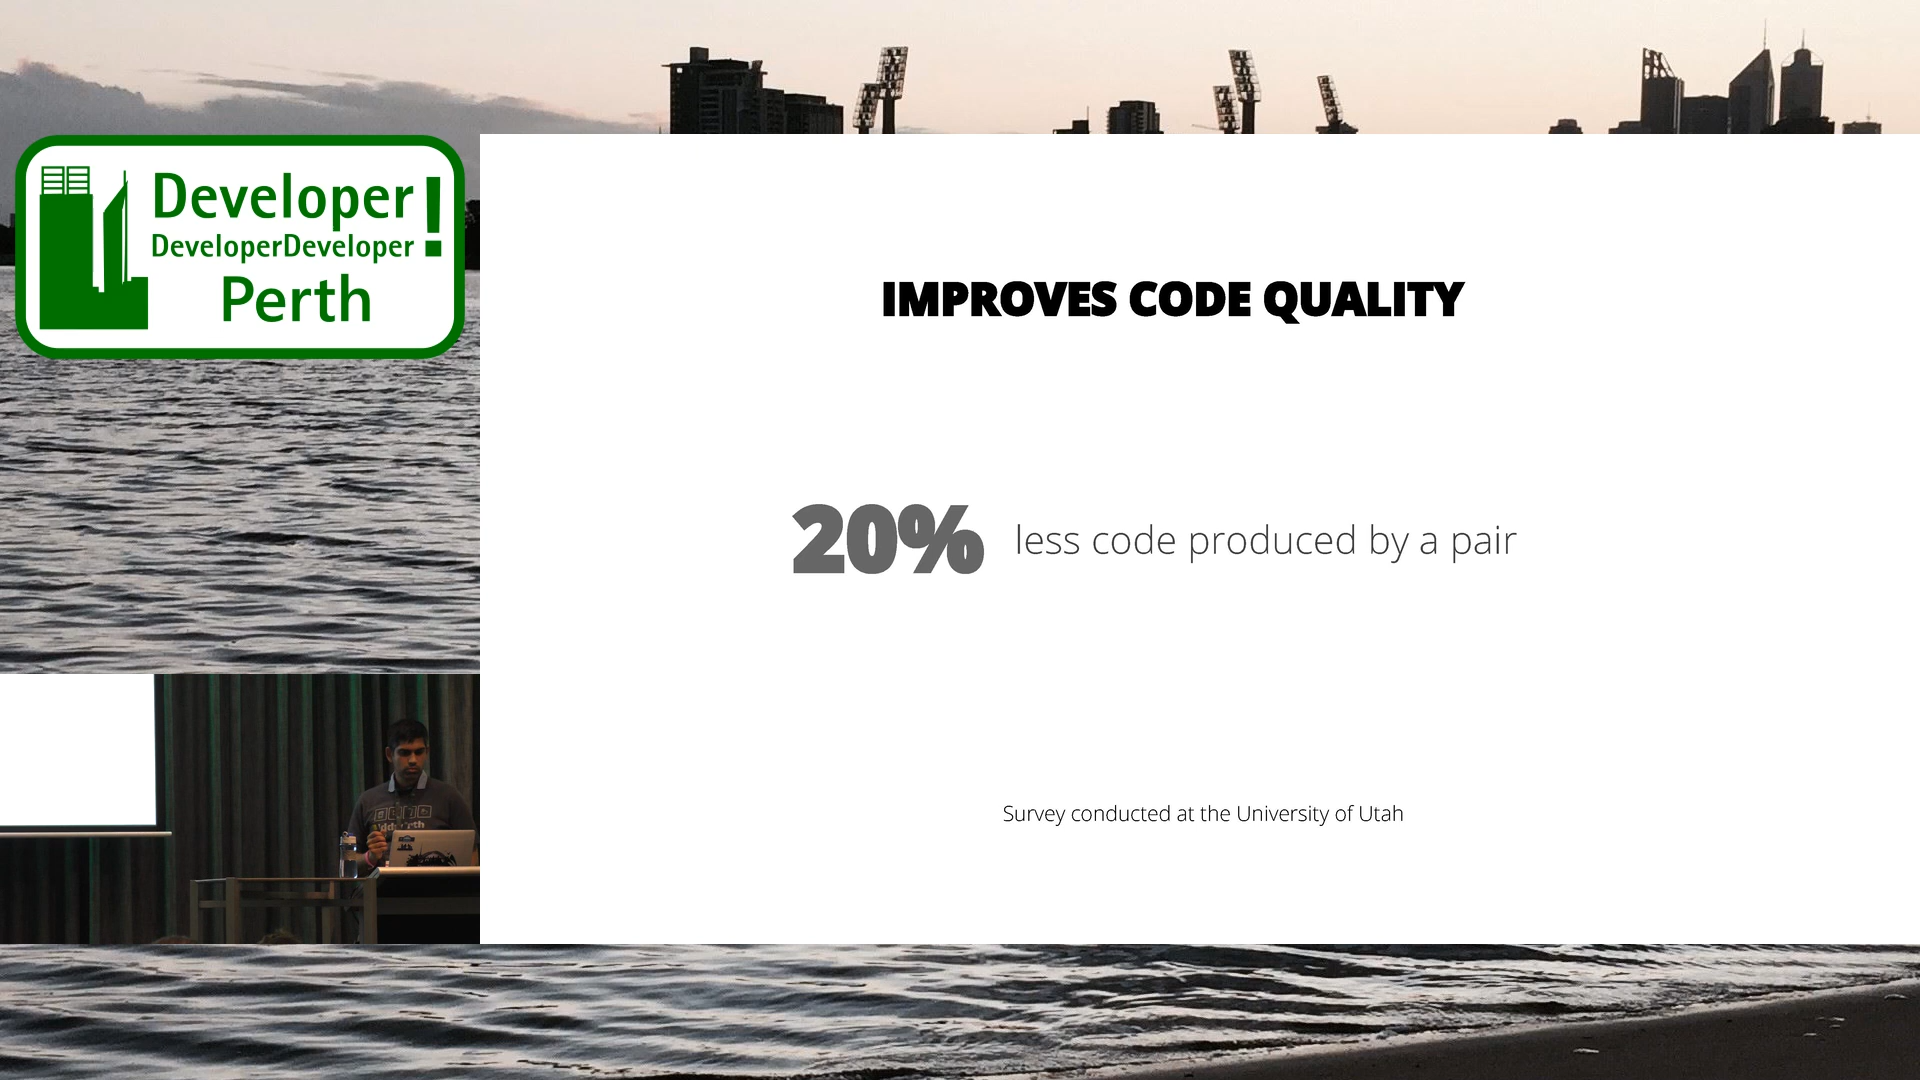 Developer!
DeveloperDeveloper
Perth
IMPROVES CODE QUALITY
20% less code produced by a pair
Survey conducted at the University of Utah